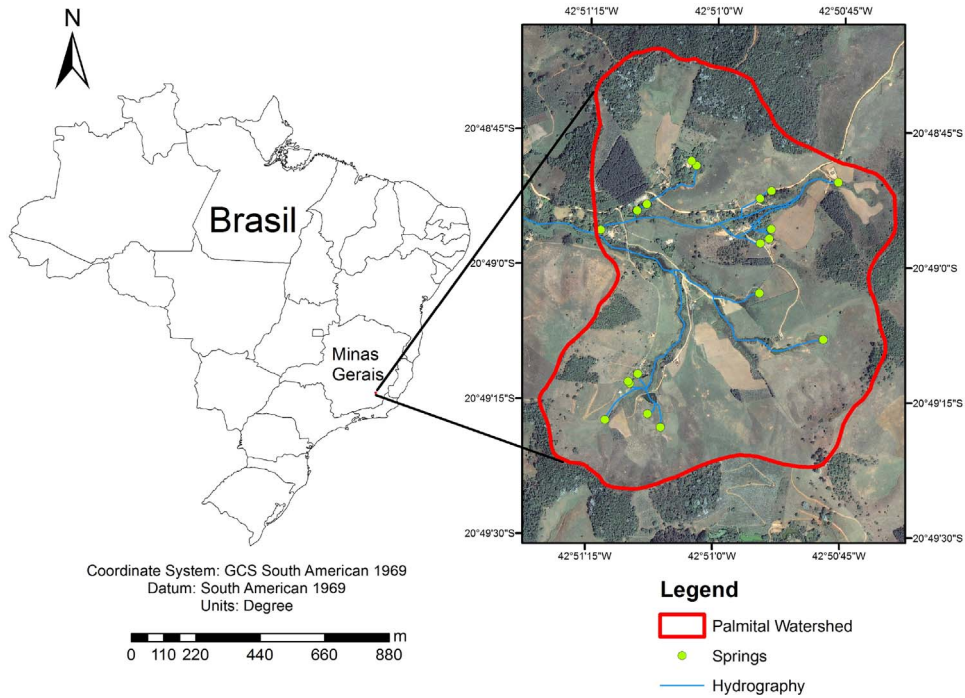 N
42°51'15"W
42°51'0"W
42°50'45"W
20°48'45"S
20°48'45"S
Brasil
20°49'0"S
20°49'0"S
Minas
Gerais
20°49'15"S
20°49'15"S
20°49'30"S
20°49'30"S
42°51'15"W
42°51'0"W
42°50'45"W
Coordinate System: GCS South American 1969
Datum: South American 1969
Units: Degree
m
0 110 220 440 660 880
Legend
Palmital Watershed
Springs
Hydrography